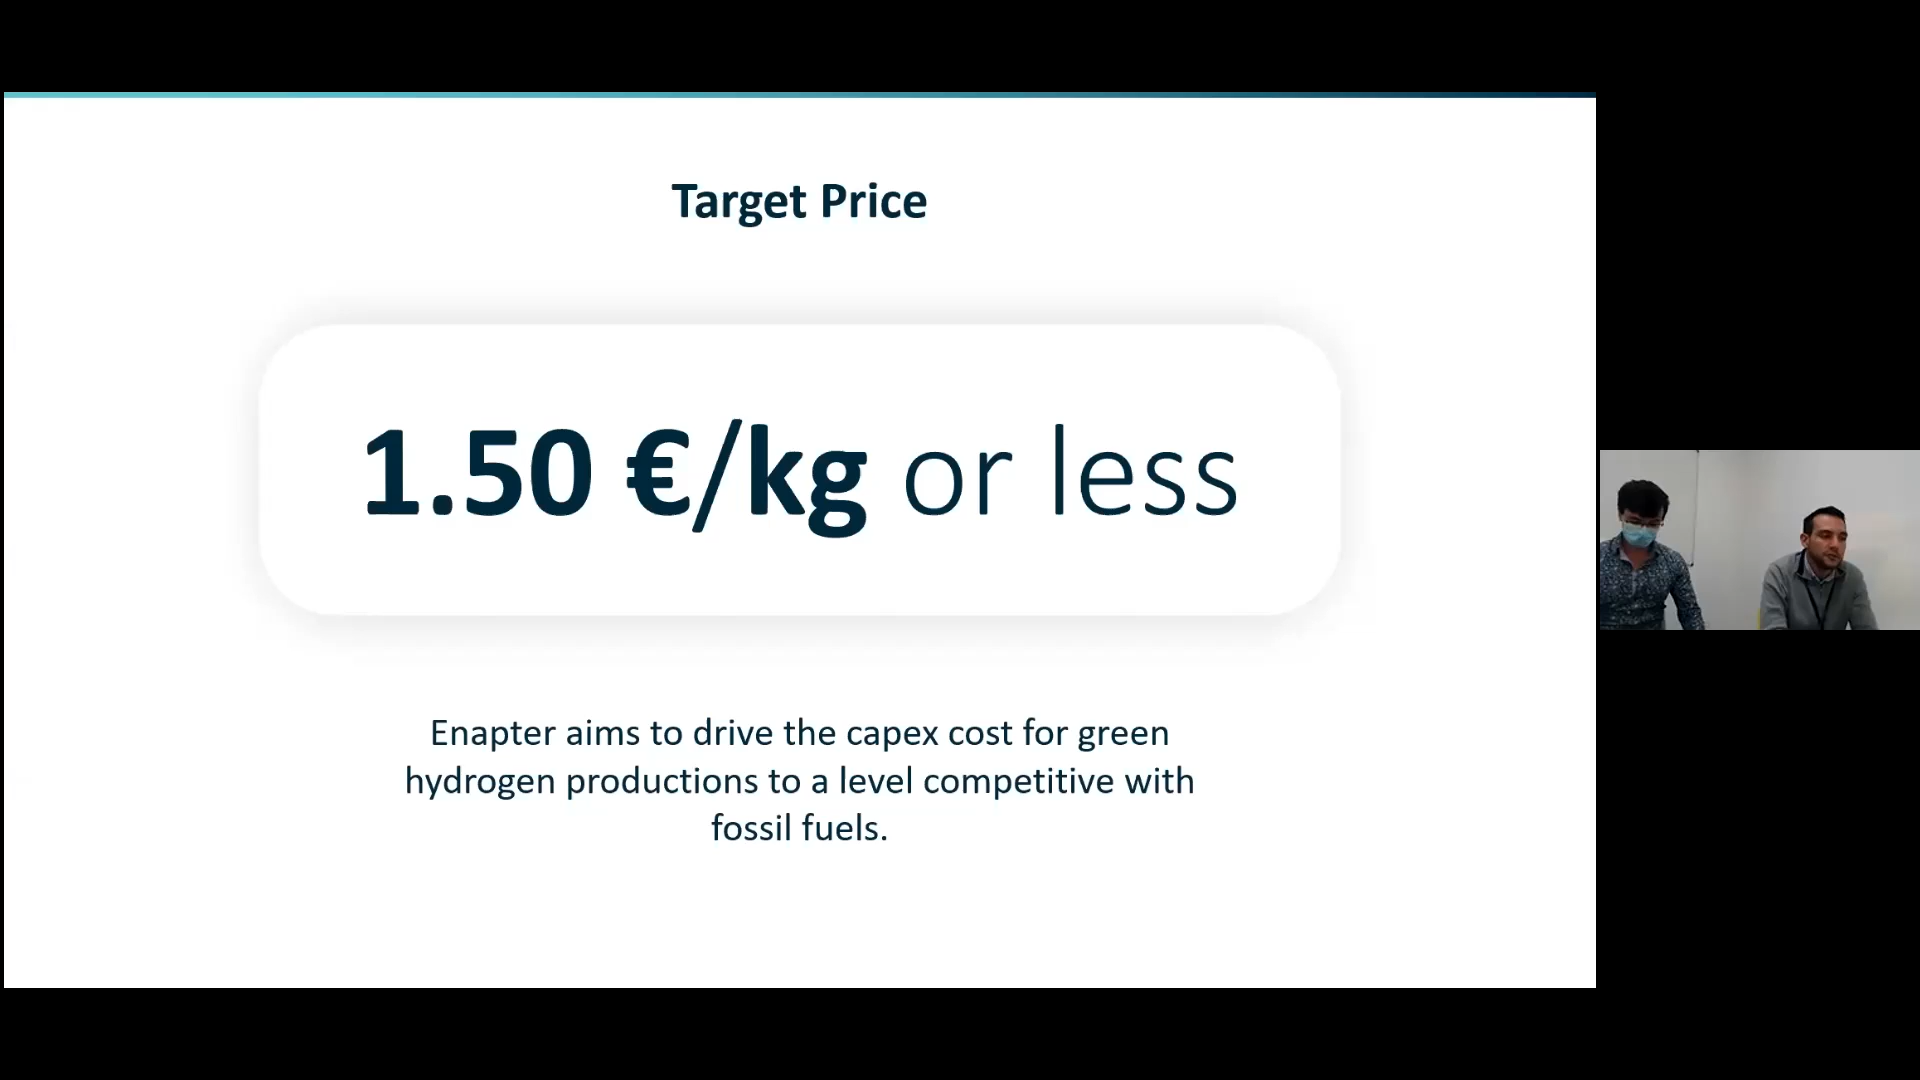 Target Price
1.50 €/kg or less
Enapter aims to drive the capex cost for green
hydrogen productions to a level competitive with
fossil fuels.